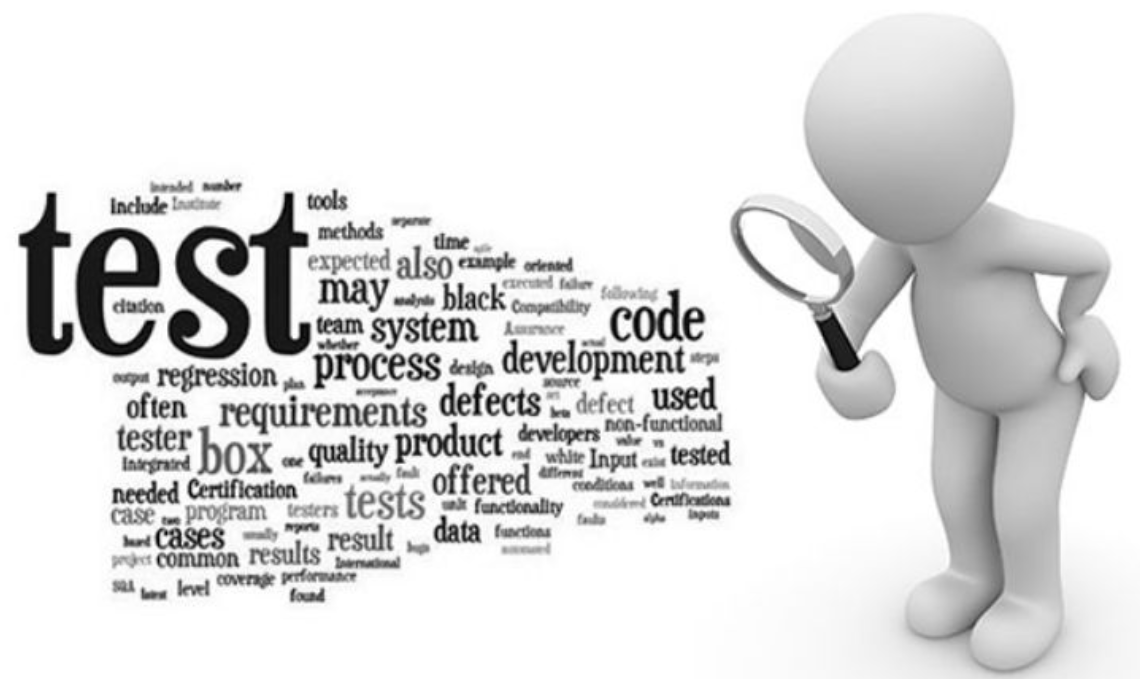 intended number
include Institute tools
test
methods separate
time
expected also example oriented
citation may analysis black executed failure following
Compatibility
team system Assurance code
whether actual
process design development steps
output regression plan
acceptance source
often requirements defects defect used
beta
tester non-functional
box quality product developers
value vs
Integrated one end white Input exist tested
failures actually fault different
needed Certification offered conditions well Information
tests
case two program testers unit functionality considered Certifications
faults alpha inputs
based cases usually reports result bugs data functions
project common results International automated
sqa latest level coverage performance
found